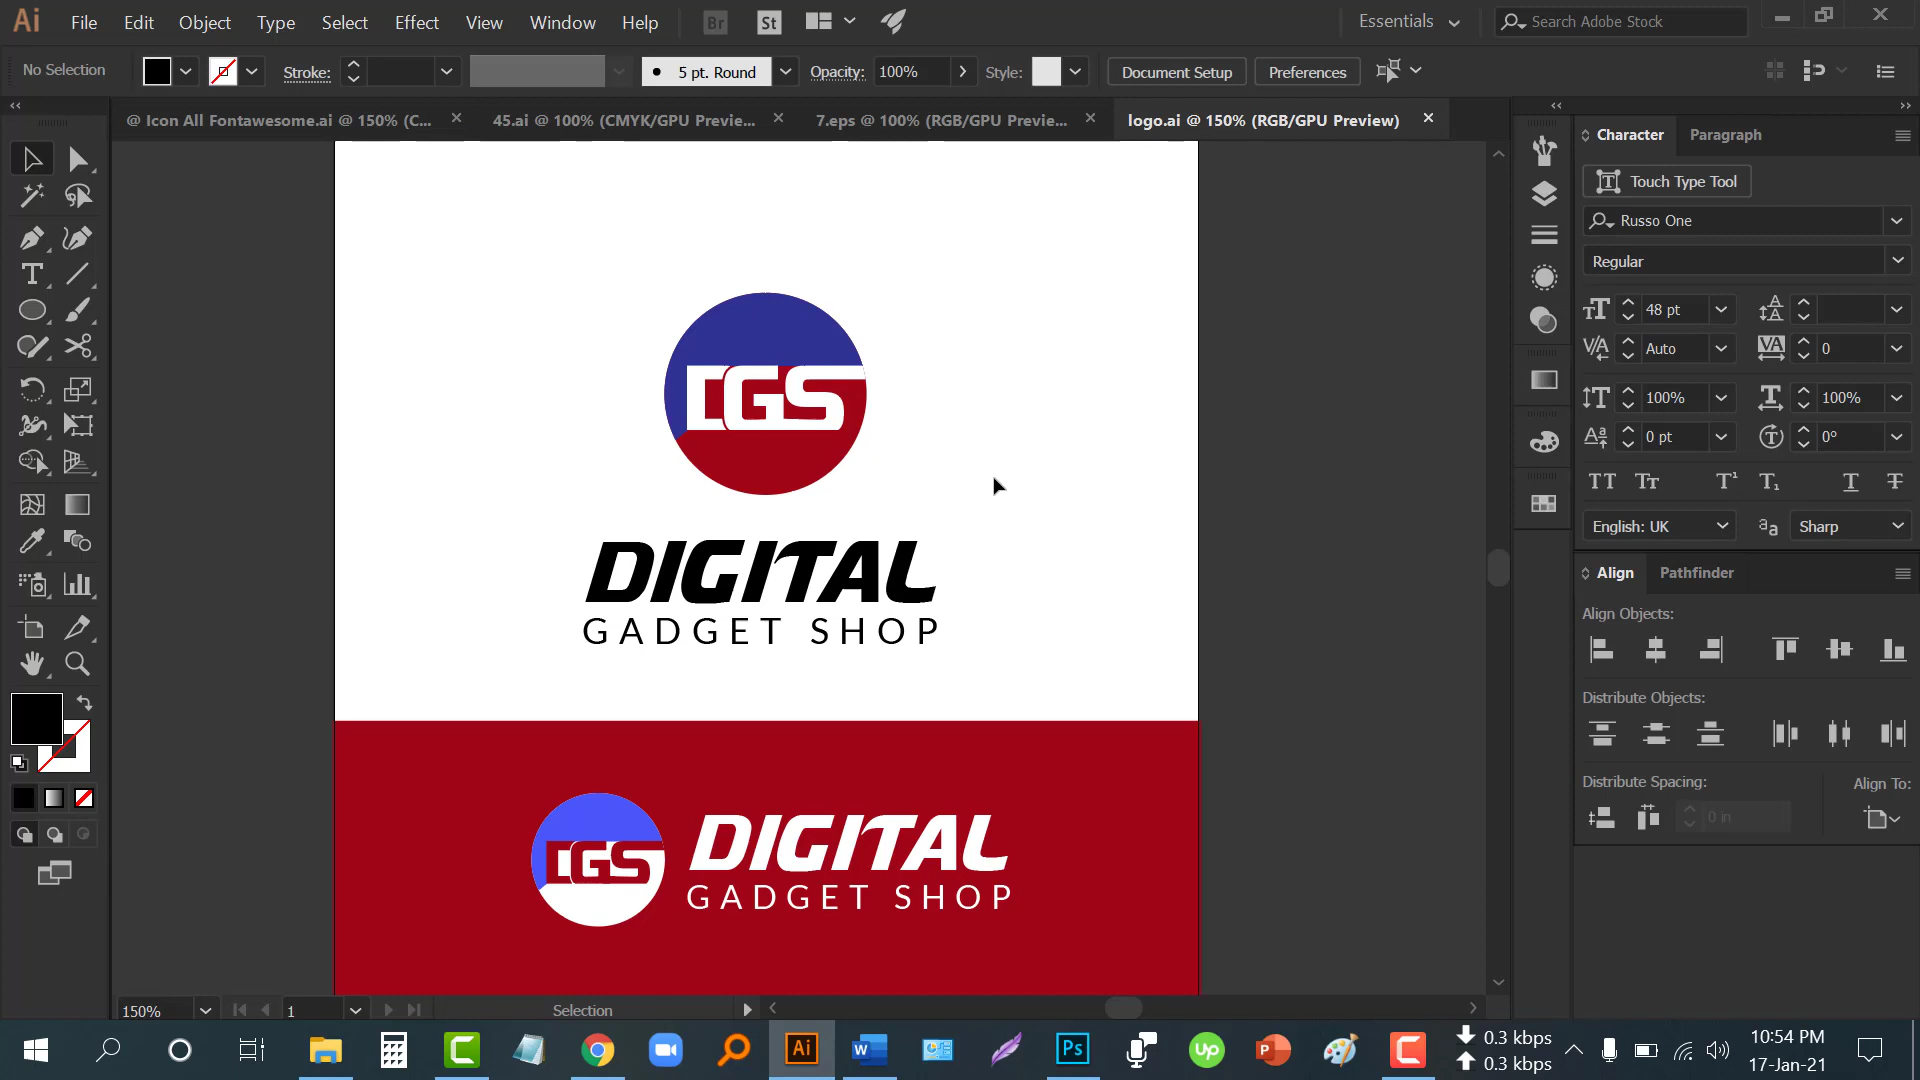 Ai File Edit Object Type Select Effect View Window Help Br St Essentials Search Adobe Stock
No Selection Stroke: 5 pt. Round Opacity: 100% Style: Document Setup Preferences
@ Icon All Fontawesome.ai @ 150% (C... 45.ai @ 100% (CMYK/GPU Previe... 7.eps @ 100% (RGB/GPU Previe... logo.ai @ 150% (RGB/GPU Preview)
Character Paragraph
Touch Type Tool
Russo One
Regular
48 pt
Auto 0
100% 100%
0 pt 0°
English: UK Sharp
Align Pathfinder
Align Objects:
Distribute Objects:
Distribute Spacing: Align To:
0 in
DGS
DIGITAL
GADGET SHOP
DGS
DIGITAL
GADGET SHOP
150% 1 Selection
Ai W Ps Up P
0.3 kbps
0.3 kbps
10:54 PM
17-Jan-21